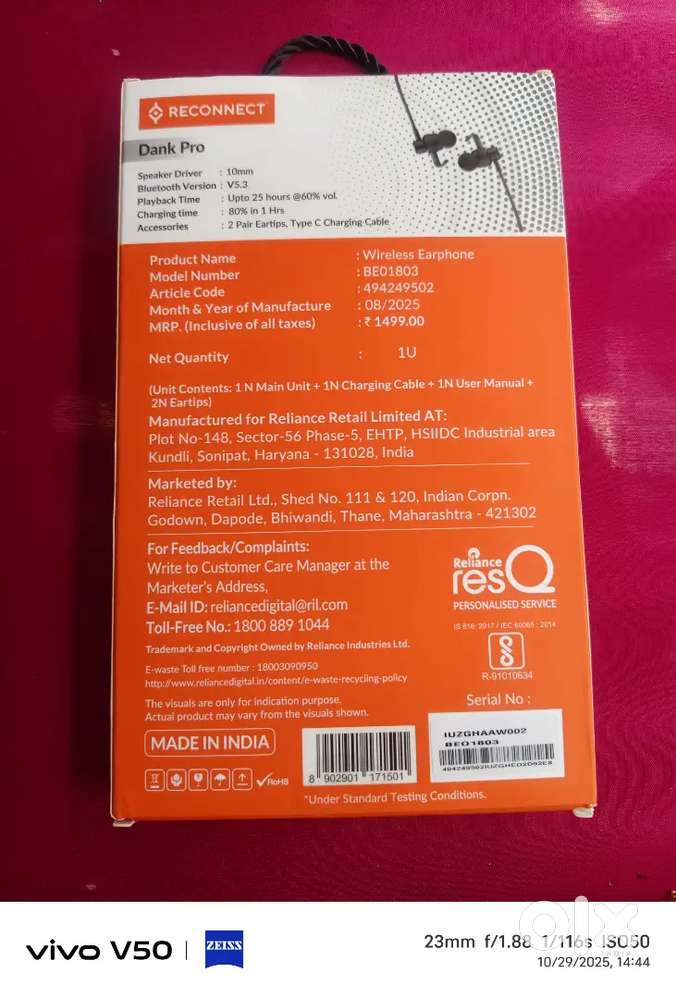 RECONNECT
Dank Pro
Speaker Driver : 10mm
Bluetooth Version : V5.3
Playback Time : Upto 25 hours @60% vol.
Charging time : 80% in 1 Hrs
Accessories : 2 Pair Eartips, Type C Charging Cable
Product Name : Wireless Earphone
Model Number : BE01803
Article Code : 494249502
Month & Year of Manufacture : 08/2025
MRP. (Inclusive of all taxes) : ₹ 1499.00
Net Quantity : 1U
(Unit Contents: 1 N Main Unit + 1N Charging Cable + 1N User Manual +
2N Eartips)
Manufactured for Reliance Retail Limited AT:
Plot No-148, Sector-56 Phase-5, EHTP, HSIIDC Industrial area
Kundli, Sonipat, Haryana - 131028, India
Marketed by:
Reliance Retail Ltd., Shed No. 111 & 120, Indian Corpn.
Godown, Dapode, Bhiwandi, Thane, Maharashtra - 421302
For Feedback/Complaints:
Write to Customer Care Manager at the
Marketer's Address,
E-Mail ID: reliancedigital@ril.com
Toll-Free No.: 1800 889 1044
Trademark and Copyright Owned by Reliance Industries Ltd.
E-waste Toll free number : 18003090950
http://www.reliancedigital.in/content/e-waste-recycling-policy
The visuals are only for indication purpose.
Actual product may vary from the visuals shown.
MADE IN INDIA
RoHS
8 902901 171501
*Under Standard Testing Conditions.
Reliance
resQ
PERSONALISED SERVICE
IS 616: 2017 / IEC 60065 : 2014
R-91010634
Serial No :
IUZGHAAW002
BE01803
vivo V50 | ZEISS
23mm f/1.88 1/116s ISO50
10/29/2025, 14:44
olx
INDIA